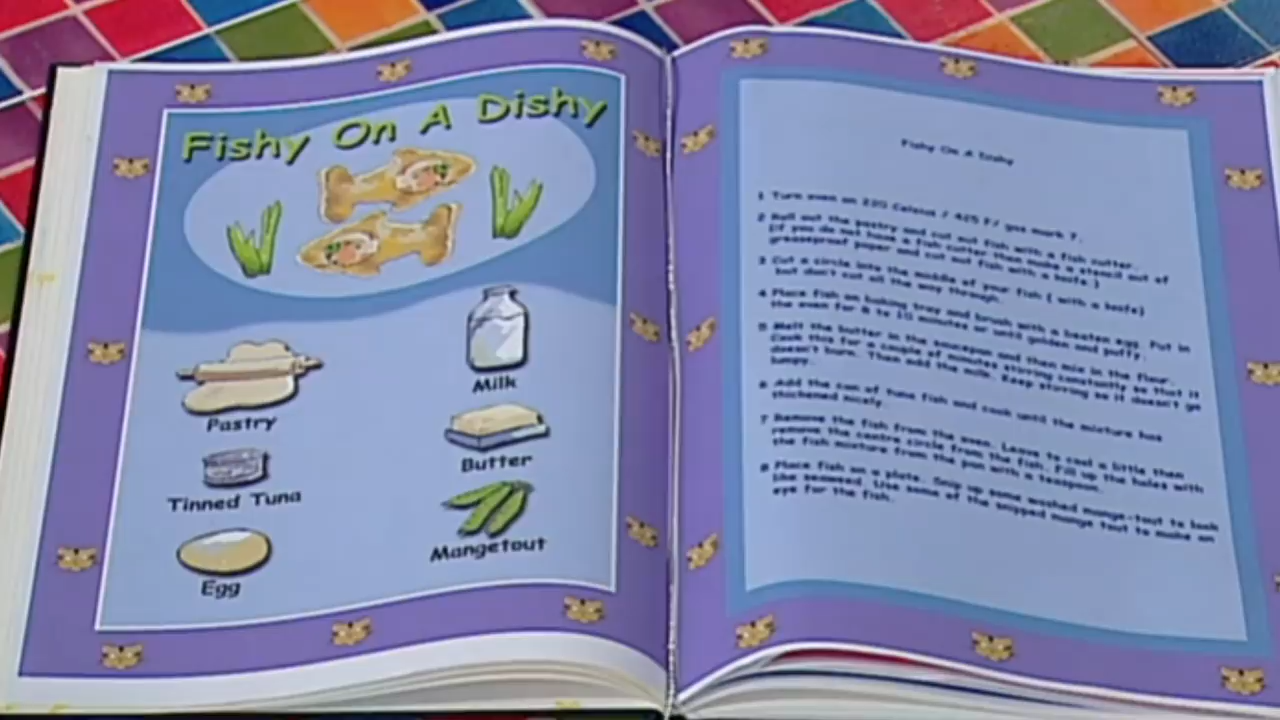 Fishy On A Dishy
Pastry
Milk
Tinned Tuna
Butter
Egg
Mangetout
Fishy On A Dishy
1 Turn oven on 220 Celsius / 425 F/ gas mark 7.
2 Roll out the pastry and cut out fish with a fish cutter.
(If you do not have a fish cutter then make a stencil out of
greaseproof paper and cut out fish with a knife.)
3 Cut a circle into the middle of your fish ( with a knife)
but don't cut all the way through.
4 Place fish on baking tray and brush with a beaten egg. Put in
the oven for 8 to 10 minutes or until golden and puffy.
5 Melt the butter in the saucepan and then mix in the flour.
Cook this for a couple of minutes stirring constantly so that it
doesn't burn. Then add the milk. Keep stirring so it doesn't go
lumpy.
6 Add the can of tuna fish and cook until the mixture has
thickened nicely.
7 Remove the fish from the oven. Leave to cool a little then
remove the centre circle from the fish. Fill up the holes with
the fish mixture from the pan with a teaspoon.
8 Place fish on a plate. Snip up some washed mange-tout to look
like seaweed. Use some of the snipped mange tout to make an
eye for the fish.